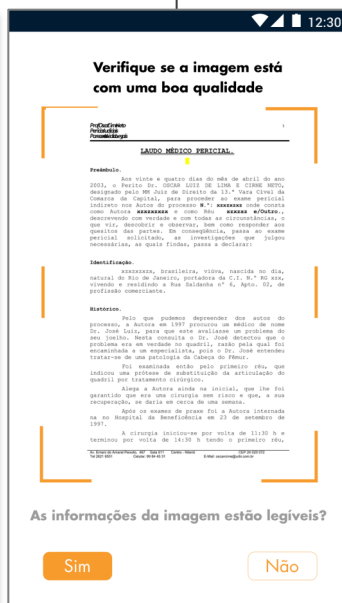 12:30
Verifique se a imagem está
com uma boa qualidade
1
LAUDO MÉDICO PERICIAL.
Preâmbulo.
Aos vinte e quatro dias do mês de abril do ano
2003, o Perito Dr. OSCAR LUIZ DE LIMA E CIRNE NETO,
designado pelo MM Juiz de Direito da 13.ª Vara Cível da
Comarca da Capital, para proceder ao exame pericial
indireto nos Autos do processo N.º: xxxxxxxx onde consta
como Autora xxxxxxxxx e como Réu xxxxxx e/Outro.,
descrevendo com verdade e com todas as circunstâncias, o
que vir, descobrir e observar, bem como responder aos
quesitos das partes. Em conseqüência, passa ao exame
pericial solicitado, as investigações que julgou
necessárias, as quais findas, passa a declarar:
Identificação.
xxxxxxxxx, brasileira, viúva, nascida no dia,
natural do Rio de Janeiro, portadora da C.I. N.º RG xxx,
vivendo e residindo a Rua Saldanha nº 6, Apto. 02, de
profissão comerciante.
Histórico.
Pelo que pudemos depreender dos autos do
processo, a Autora em 1997 procurou um médico de nome
Dr. José Luiz, para que este avaliasse um problema do
seu joelho. Nesta consulta o Dr. José detectou que o
problema era em verdade no quadril, razão pela qual foi
encaminhada a um especialista, pois o Dr. José entendeu
tratar-se de uma patologia da Cabeça do Fêmur.
Foi examinada então pelo primeiro réu, que
indicou uma prótese de substituição da articulação do
quadril por tratamento cirúrgico.
Alega a Autora ainda na inicial, que lhe foi
garantido que era uma cirurgia sem risco e que, a sua
recuperação, se daria em cerca de uma semana.
Após os exames de praxe foi a Autora internada
na no Hospital da Beneficência em 23 de setembro de
1997.
A cirurgia iniciou-se por volta de 11:30 h e
terminou por volta de 14:30 h tendo o primeiro réu,
As informações da imagem estão legíveis?
Sim
Não